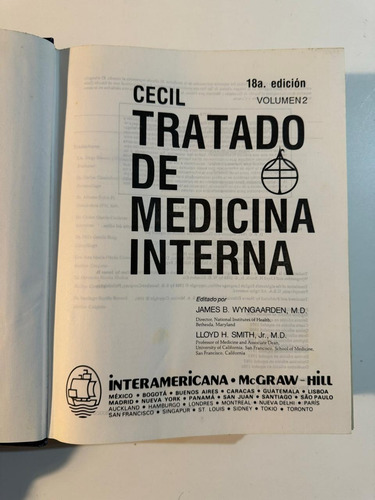 18a. edición
CECIL
VOLUMEN 2
TRATADO
DE
MEDICINA
INTERNA
Editado por
JAMES B. WYNGAARDEN, M.D.
Director, National Institutes of Health,
Bethesda, Maryland
LLOYD H. SMITH, Jr., M.D.
Professor of Medicine and Associate Dean,
University of California, San Francisco, School of Medicine,
San Francisco, California
INTERAMERICANA • McGRAW-HILL
MÉXICO • BOGOTÁ • BUENOS AIRES • CARACAS • GUATEMALA • LISBOA
MADRID • NUEVA YORK • PANAMÁ • SAN JUAN • SANTIAGO • SÃO PAULO
AUCKLAND • HAMBURGO • LONDRES • MONTREAL • NUEVA DELHI • PARÍS
SAN FRANCISCO • SINGAPUR • ST. LOUIS • SIDNEY • TOKIO • TORONTO